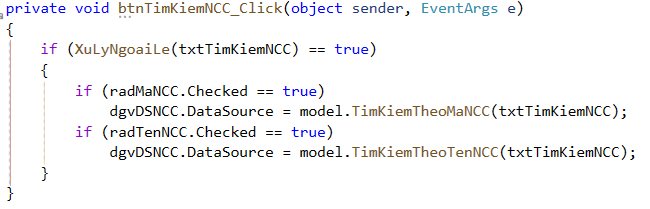 private void btnTimKiemNCC_Click(object sender, EventArgs e)
{
    if (XuLyNgoaiLe(txtTimKiemNCC) == true)
    {
        if (radMaNCC.Checked == true)
            dgvDSNCC.DataSource = model.TimKiemTheoMaNCC(txtTimKiemNCC);
        if (radTenNCC.Checked == true)
            dgvDSNCC.DataSource = model.TimKiemTheoTenNCC(txtTimKiemNCC);
    }
}